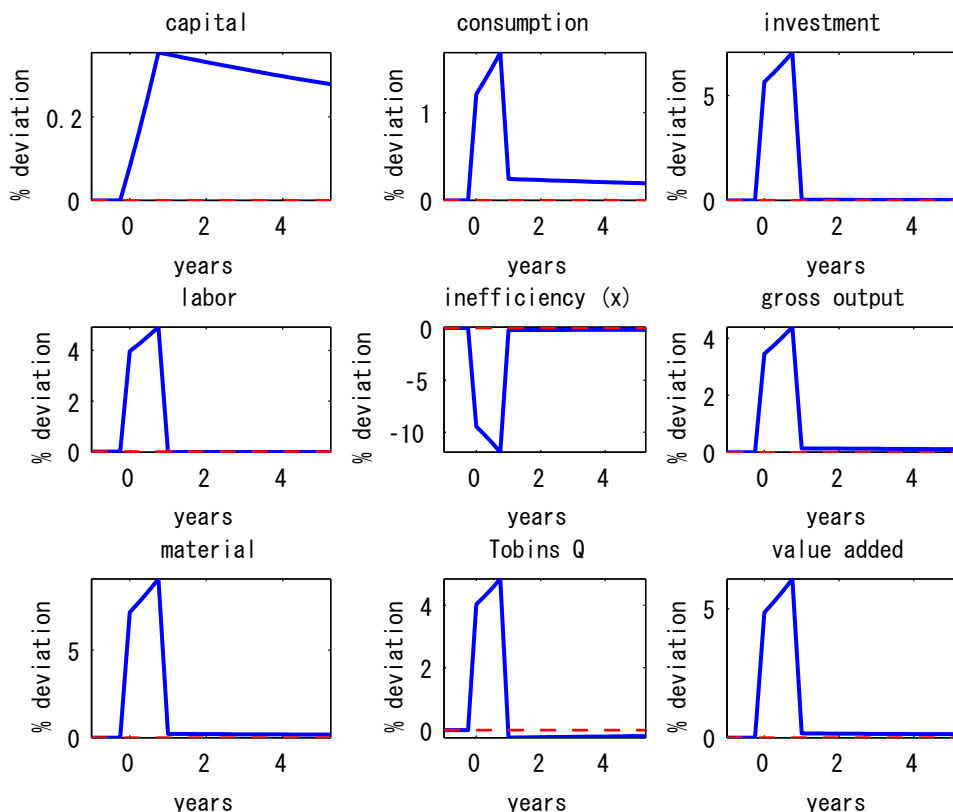 capital consumption investment
% deviation 0.2 0
% deviation 1 0
% deviation 5 0
0 2 4 0 2 4 0 2 4
years years years
labor inefficiency (x) gross output
% deviation 4 2 0
% deviation 0 -5 -10
% deviation 4 2 0
0 2 4 0 2 4 0 2 4
years years years
material Tobins Q value added
% deviation 5 0
% deviation 4 2 0
% deviation 5 0
0 2 4 0 2 4 0 2 4
years years years